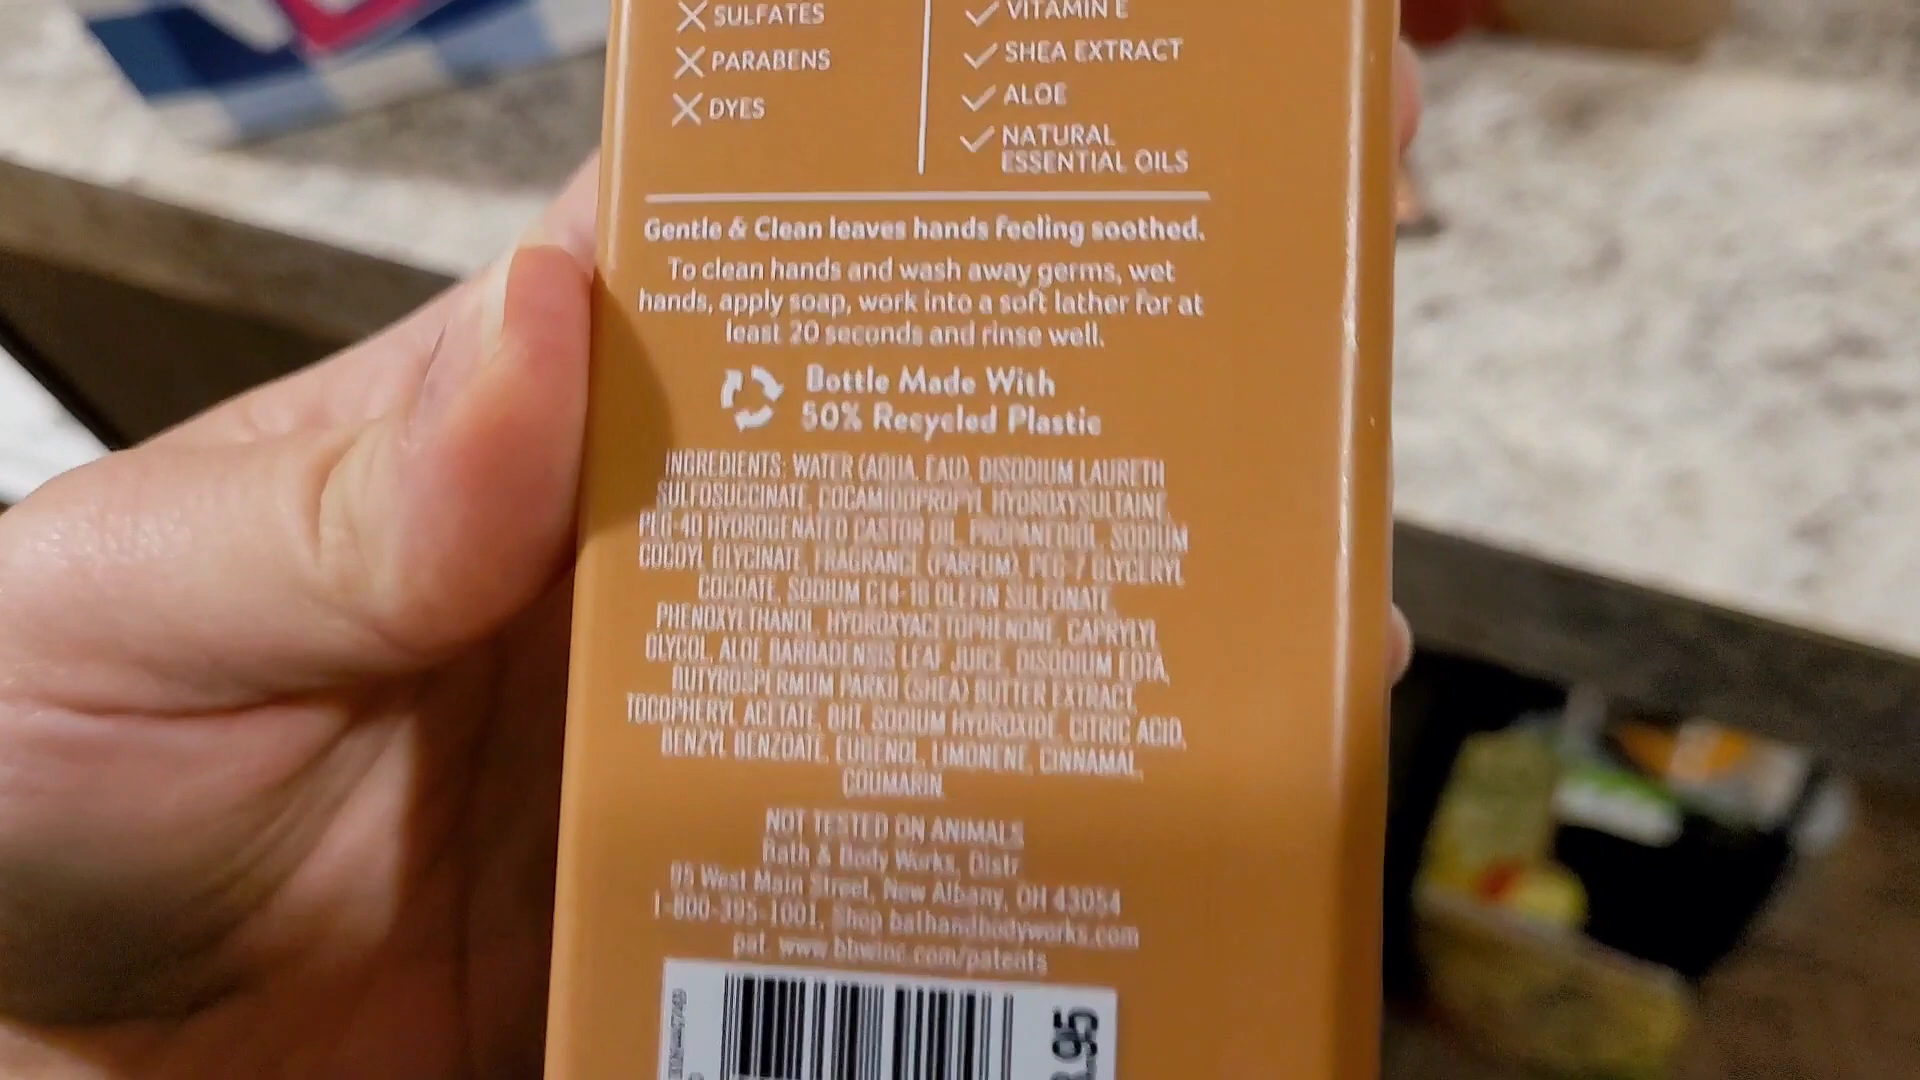 SULFATES
PARABENS
DYES
VITAMIN E
SHEA EXTRACT
ALOE
NATURAL
ESSENTIAL OILS
Gentle & Clean leaves hands feeling soothed.
To clean hands and wash away germs, wet
hands, apply soap, work into a soft lather for at
least 20 seconds and rinse well.
Bottle Made With
50% Recycled Plastic
INGREDIENTS: WATER (AQUA, EAU), DISODIUM LAURETH
SULFOSUCCINATE, COCAMIDOPROPYL HYDROXYSULTAINE,
PEG-40 HYDROGENATED CASTOR OIL, PROPANEDIOL, SODIUM
COCOYL GLYCINATE, FRAGRANCE (PARFUM), PEG-7 GLYCERYL
COCOATE, SODIUM C14-16 OLEFIN SULFONATE,
PHENOXYETHANOL, HYDROXYACETOPHENONE, CAPRYLYL
GLYCOL, ALOE BARBADENSIS LEAF JUICE, DISODIUM EDTA,
BUTYROSPERMUM PARKII (SHEA) BUTTER EXTRACT,
TOCOPHERYL ACETATE, BHT, SODIUM HYDROXIDE, CITRIC ACID,
BENZYL BENZOATE, EUGENOL, LIMONENE, CINNAMAL,
COUMARIN.
NOT TESTED ON ANIMALS
Bath & Body Works, Distr.
95 West Main Street, New Albany, OH 43054
1-800-395-1001, Shop bathandbodyworks.com
pat. www.bbwinc.com/patents
.95